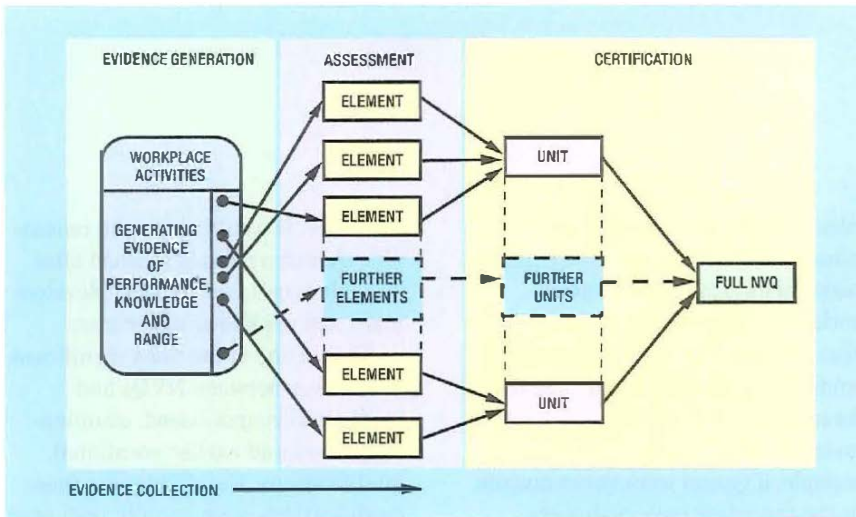 EVIDENCE GENERATION
ASSESSMENT
CERTIFICATION
WORKPLACE
ACTIVITIES
GENERATING
EVIDENCE
OF
PERFORMANCE,
KNOWLEDGE
AND
RANGE
ELEMENT
ELEMENT
ELEMENT
FURTHER
ELEMENTS
ELEMENT
ELEMENT
UNIT
FURTHER
UNITS
UNIT
FULL NVQ
EVIDENCE COLLECTION